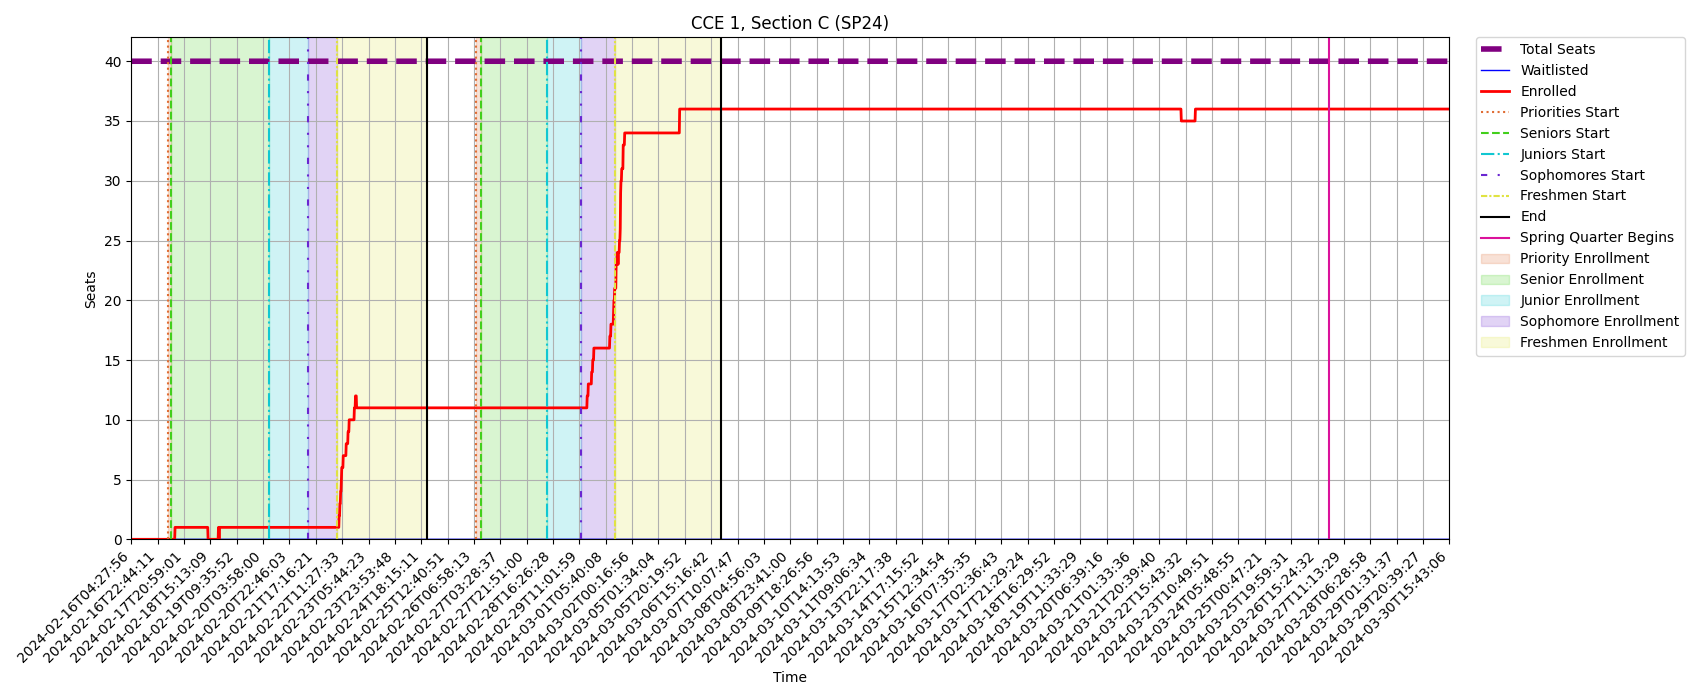 CCE 1, Section C (SP24)
Seats
40
35
30
25
20
15
10
5
0
2024-02-16T04:27:56
2024-02-16T22:44:11
2024-02-17T20:59:01
2024-02-18T15:13:09
2024-02-19T09:35:52
2024-02-20T03:58:00
2024-02-20T22:46:03
2024-02-21T17:16:21
2024-02-22T11:27:33
2024-02-23T05:44:23
2024-02-23T23:53:48
2024-02-24T18:15:11
2024-02-25T12:40:51
2024-02-26T06:58:13
2024-02-27T03:28:37
2024-02-27T21:51:00
2024-02-28T16:26:28
2024-02-29T11:01:59
2024-03-01T05:40:08
2024-03-02T00:16:56
2024-03-05T01:34:04
2024-03-05T20:19:52
2024-03-06T15:16:42
2024-03-07T10:07:47
2024-03-08T04:56:03
2024-03-08T23:41:00
2024-03-09T18:26:56
2024-03-10T14:13:53
2024-03-11T09:06:34
2024-03-13T22:17:38
2024-03-14T17:15:52
2024-03-15T12:34:54
2024-03-16T07:35:35
2024-03-17T02:36:43
2024-03-17T21:29:24
2024-03-18T16:29:52
2024-03-19T11:33:29
2024-03-20T06:39:16
2024-03-21T01:33:36
2024-03-21T20:39:40
2024-03-22T15:43:32
2024-03-23T10:49:51
2024-03-24T05:48:55
2024-03-25T00:47:21
2024-03-25T19:59:31
2024-03-26T15:24:32
2024-03-27T11:13:29
2024-03-28T06:28:58
2024-03-29T01:31:37
2024-03-29T20:39:27
2024-03-30T15:43:06
Time
Total Seats
Waitlisted
Enrolled
Priorities Start
Seniors Start
Juniors Start
Sophomores Start
Freshmen Start
End
Spring Quarter Begins
Priority Enrollment
Senior Enrollment
Junior Enrollment
Sophomore Enrollment
Freshmen Enrollment